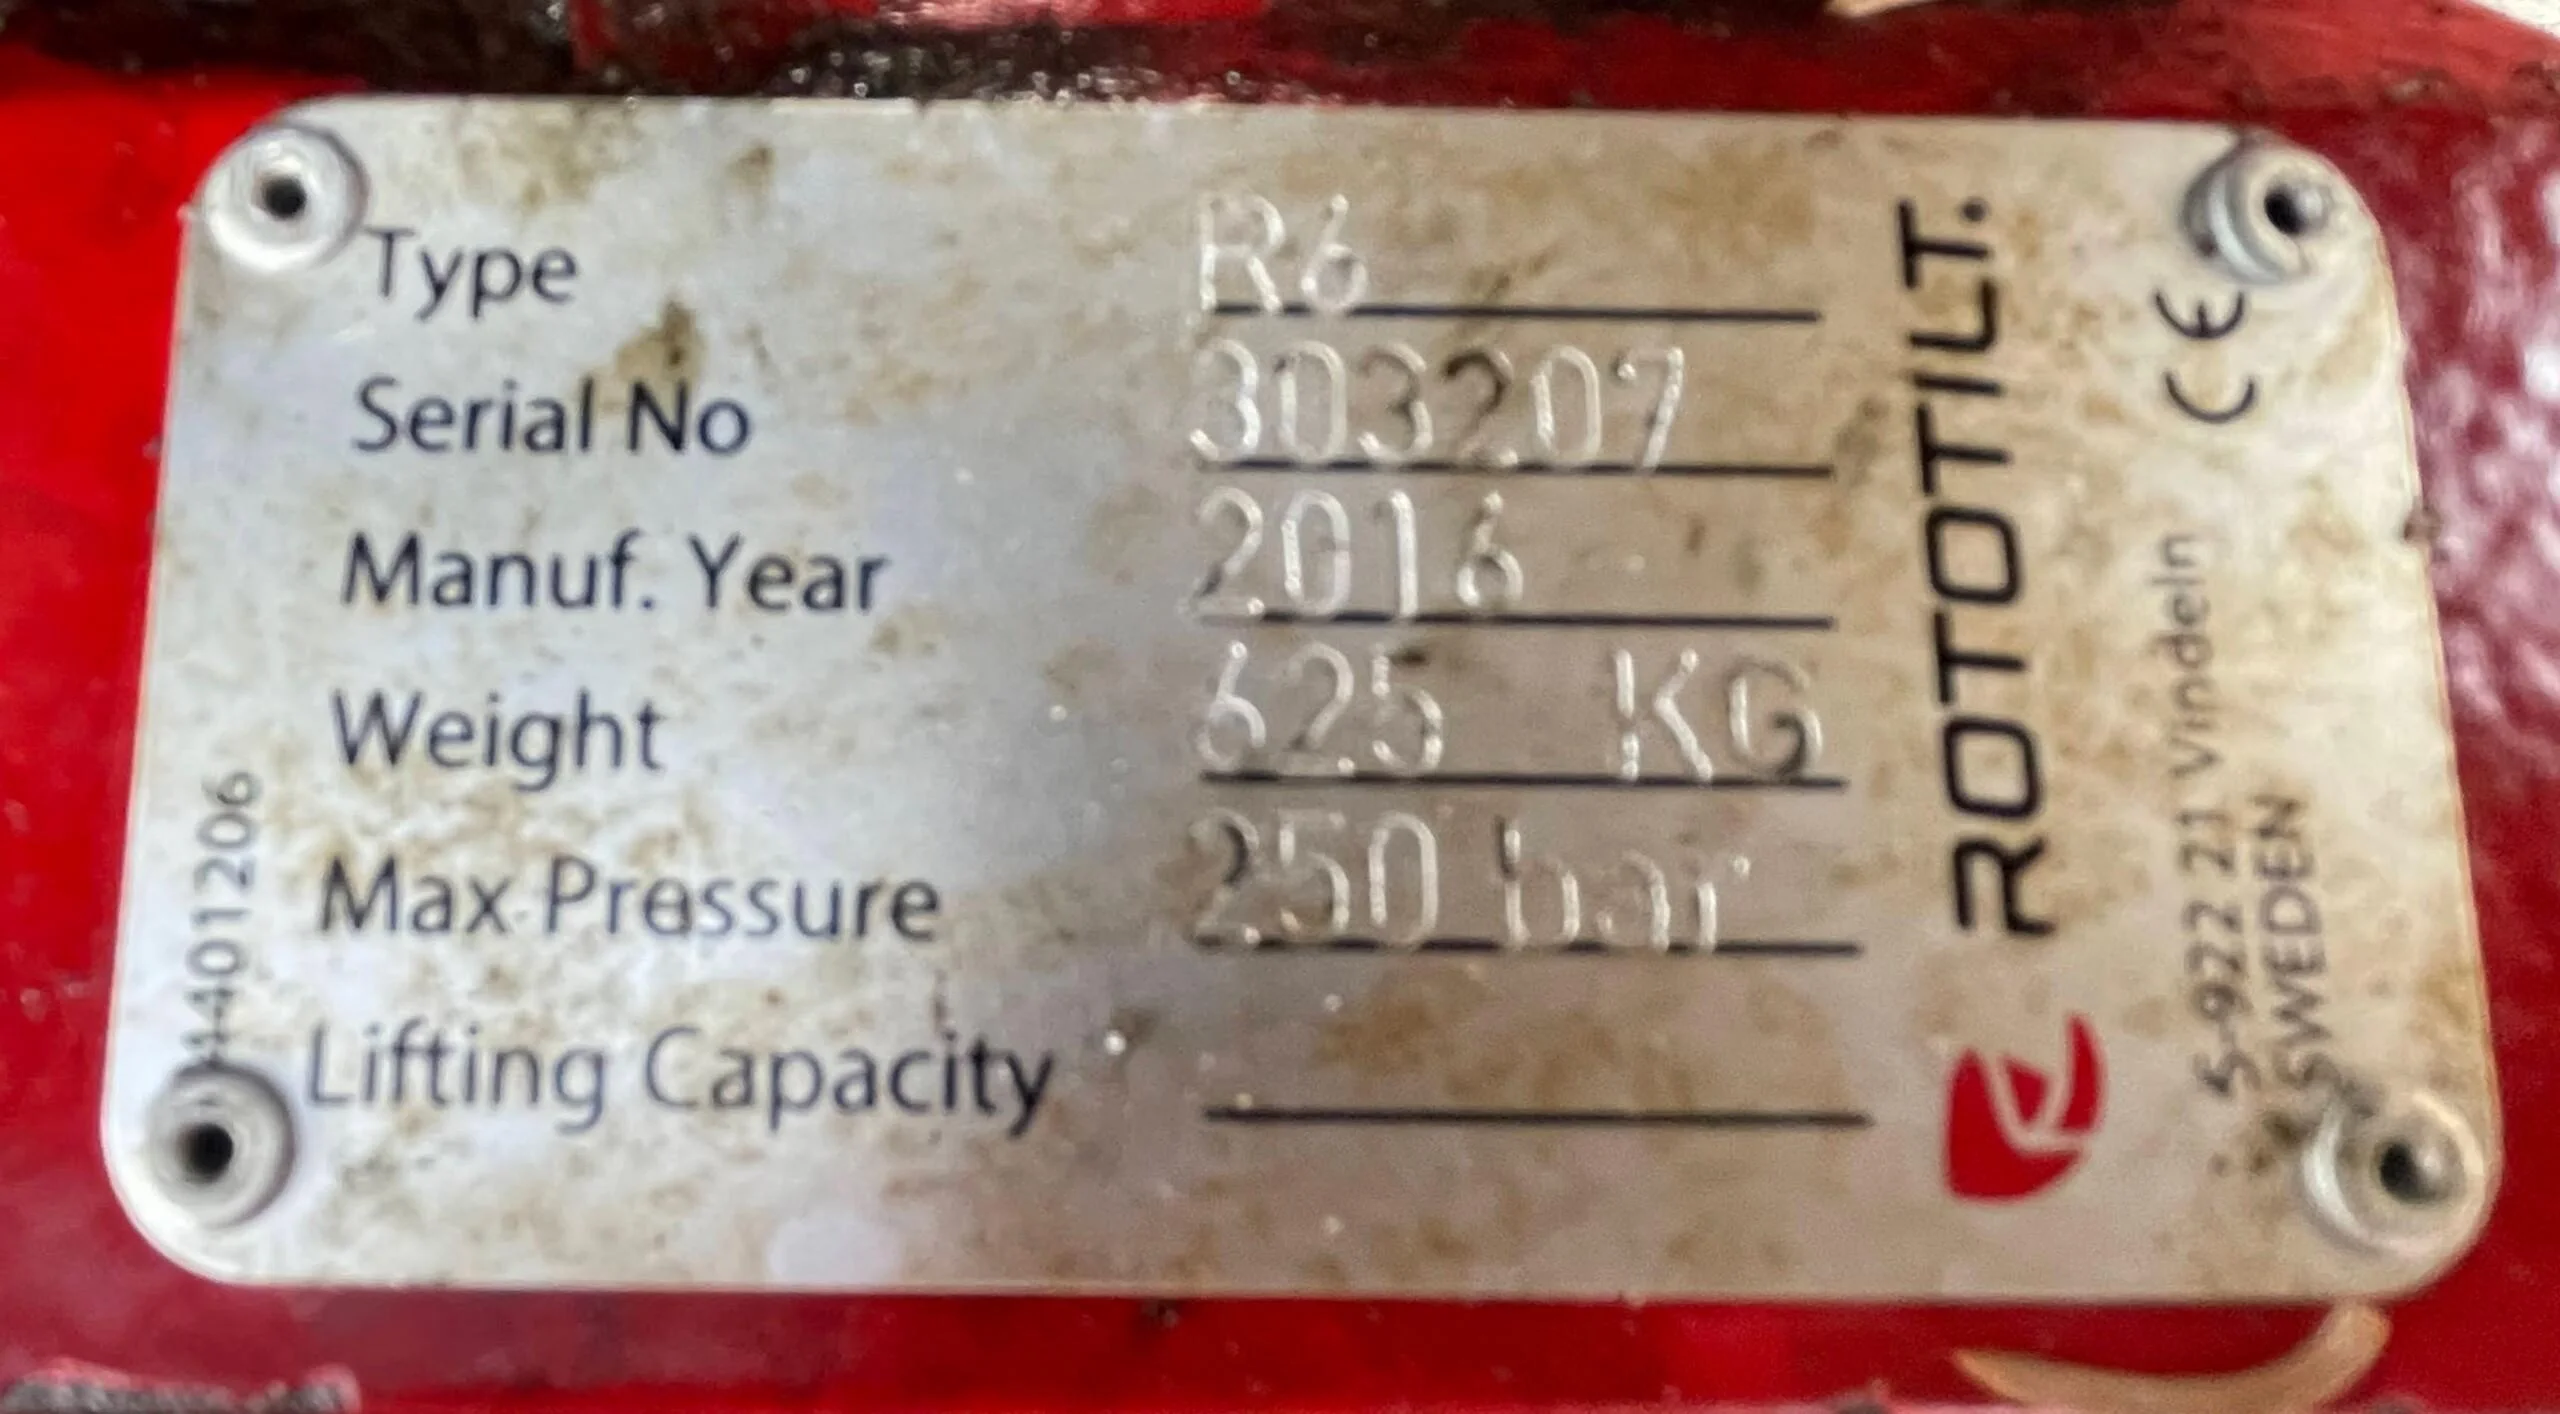 Type R6
Serial No 303207
Manuf. Year 2016
Weight 625 KG
Max Pressure 250 bar
Lifting Capacity
ROTOTILT.
CE
S-922 21 Vindeln
SWEDEN
4401206